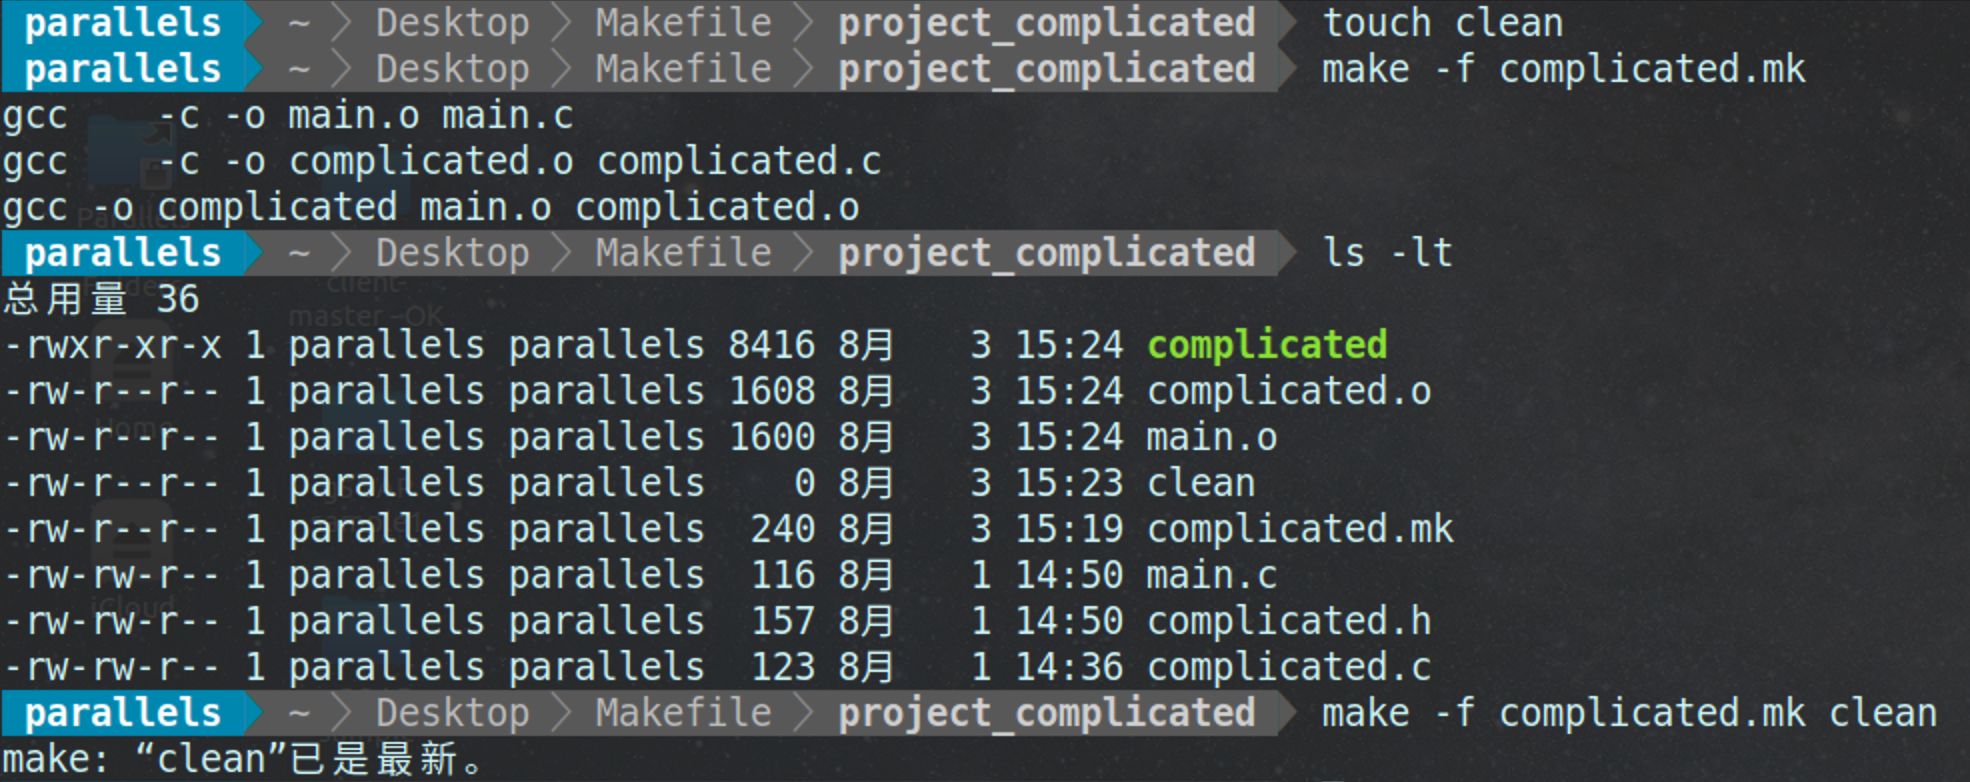 parallels ~ Desktop Makefile project_complicated touch clean
parallels ~ Desktop Makefile project_complicated make -f complicated.mk
gcc    -c -o main.o main.c
gcc    -c -o complicated.o complicated.c
gcc -o complicated main.o complicated.o
parallels ~ Desktop Makefile project_complicated ls -lt
总用量 36
-rwxr-xr-x 1 parallels parallels 8416 8月   3 15:24 complicated
-rw-r--r-- 1 parallels parallels 1608 8月   3 15:24 complicated.o
-rw-r--r-- 1 parallels parallels 1600 8月   3 15:24 main.o
-rw-r--r-- 1 parallels parallels    0 8月   3 15:23 clean
-rw-r--r-- 1 parallels parallels  240 8月   3 15:19 complicated.mk
-rw-rw-r-- 1 parallels parallels  116 8月   1 14:50 main.c
-rw-rw-r-- 1 parallels parallels  157 8月   1 14:50 complicated.h
-rw-rw-r-- 1 parallels parallels  123 8月   1 14:36 complicated.c
parallels ~ Desktop Makefile project_complicated make -f complicated.mk clean
make: “clean”已是最新。